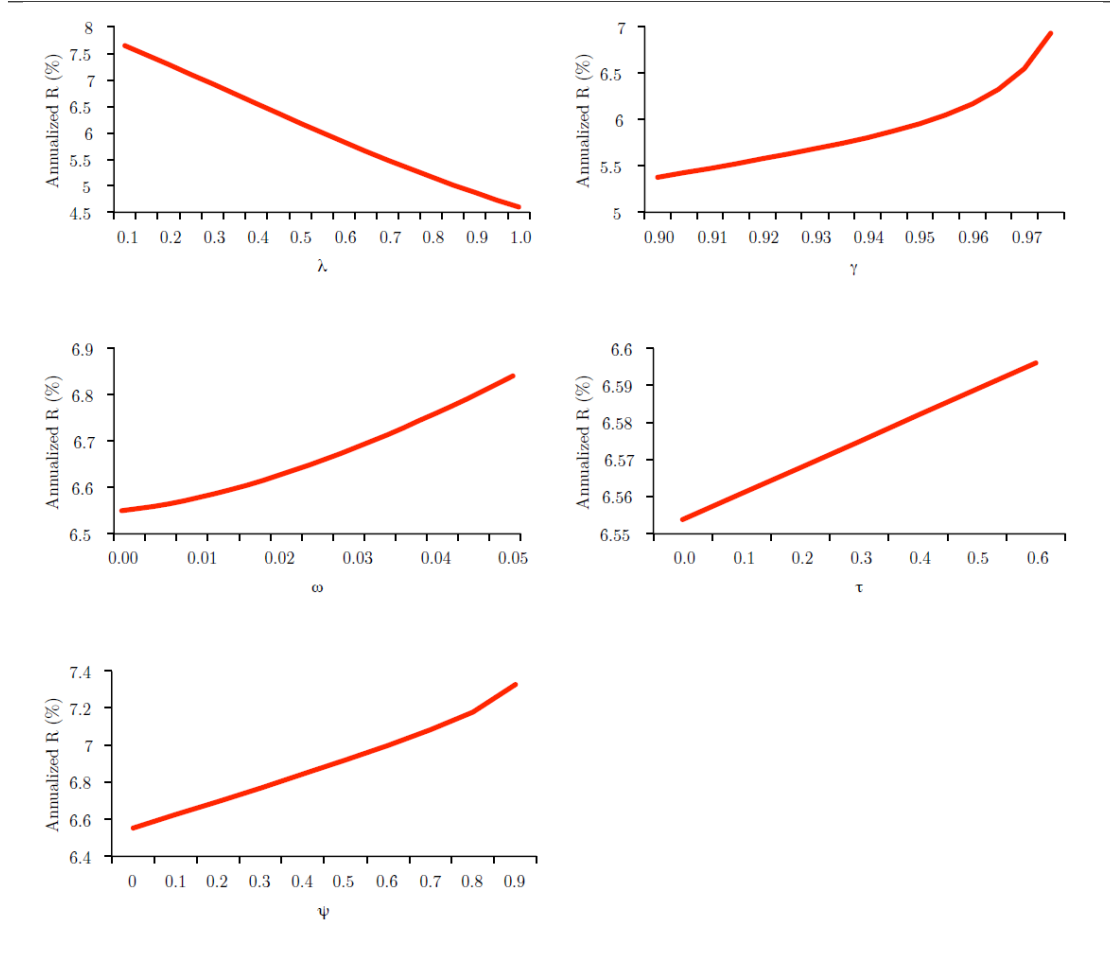 Annualized R (%)
8
7.5
7
6.5
6
5.5
5
4.5
0.1 0.2 0.3 0.4 0.5 0.6 0.7 0.8 0.9 1.0
λ
Annualized R (%)
7
6.5
6
5.5
5
0.90 0.91 0.92 0.93 0.94 0.95 0.96 0.97
γ
Annualized R (%)
6.9
6.8
6.7
6.6
6.5
0.00 0.01 0.02 0.03 0.04 0.05
ω
Annualized R (%)
6.6
6.59
6.58
6.57
6.56
6.55
0.0 0.1 0.2 0.3 0.4 0.5 0.6
τ
Annualized R (%)
7.4
7.2
7
6.8
6.6
6.4
0 0.1 0.2 0.3 0.4 0.5 0.6 0.7 0.8 0.9
ψ